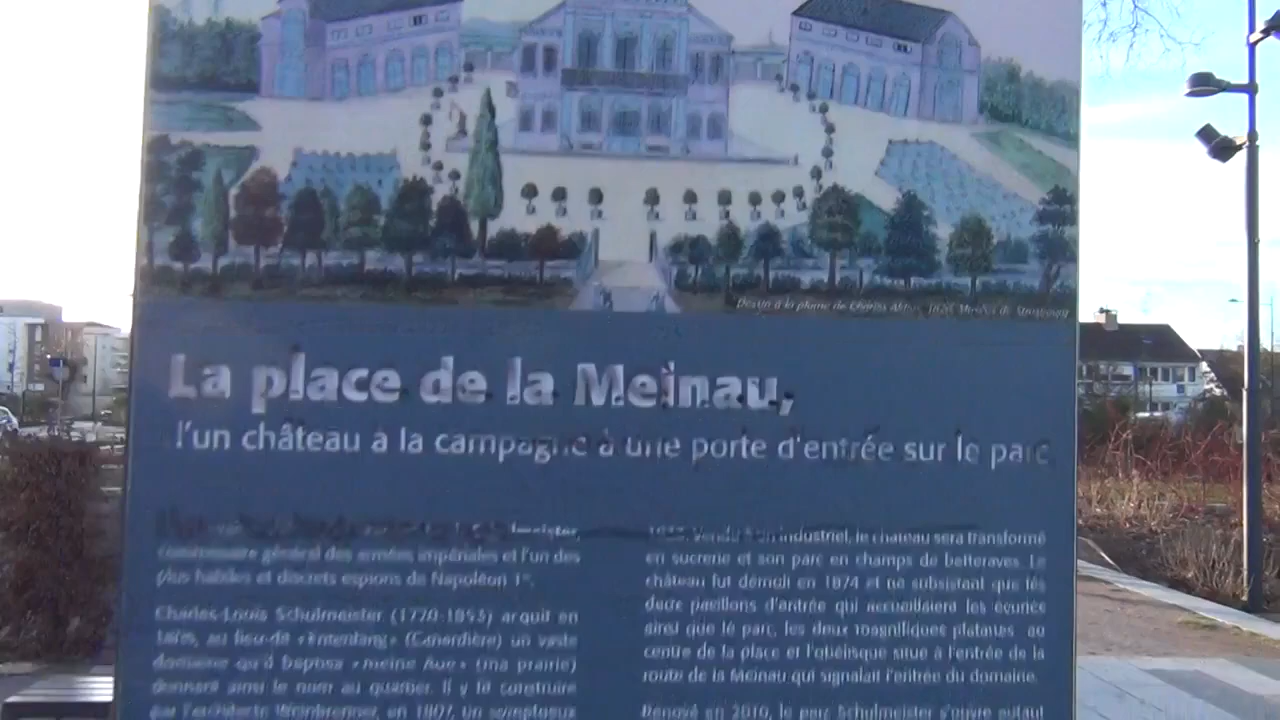 Dessin à la plume de Charles
Musées de Strasbourg
La place de la Meinau,
d'un château à la campagne à une porte d'entrée sur le parc
commissaire général des armées impériales et l'un des
plus habiles et discrets espions de Napoléon 1er.
Charles-Louis Schulmeister (1770-1853) acquit en
au lieu-dit «Entenfang» (Canardière) un vaste
domaine qu'il baptisa «meine Aue» (ma prairie)
donnant ainsi le nom au quartier. Il y fit construire
par l'architecte Weinbrenner, en 1807, un somptueux
industriel, le château sera transformé
en sucrerie et son parc en champs de betteraves. Le
château fut démoli en 1874 et ne subsistant que les
deux pavillons d'entrée qui accueillaient les écuries
ainsi que le parc, les deux magnifiques platanes au
centre de la place et l'obélisque situé à l'entrée de la
route de la Meinau qui signalait l'entrée du domaine.
Rénové en 2010, le parc Schulmeister s'ouvre autant